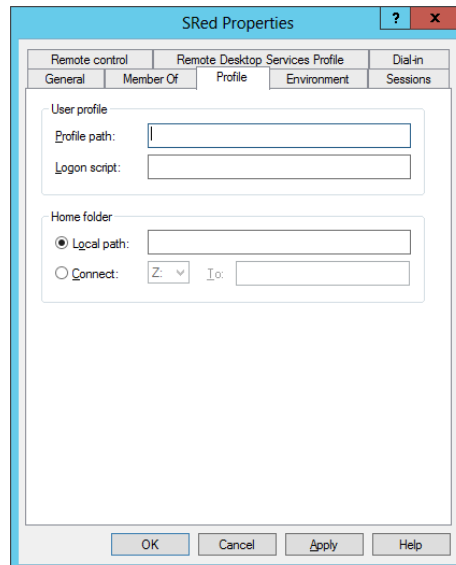 SRed Properties
? x
Remote control Remote Desktop Services Profile Dial-in
General Member Of Profile Environment Sessions
User profile
Profile path:
Logon script:
Home folder
Local path:
Connect: Z: To:
OK Cancel Apply Help